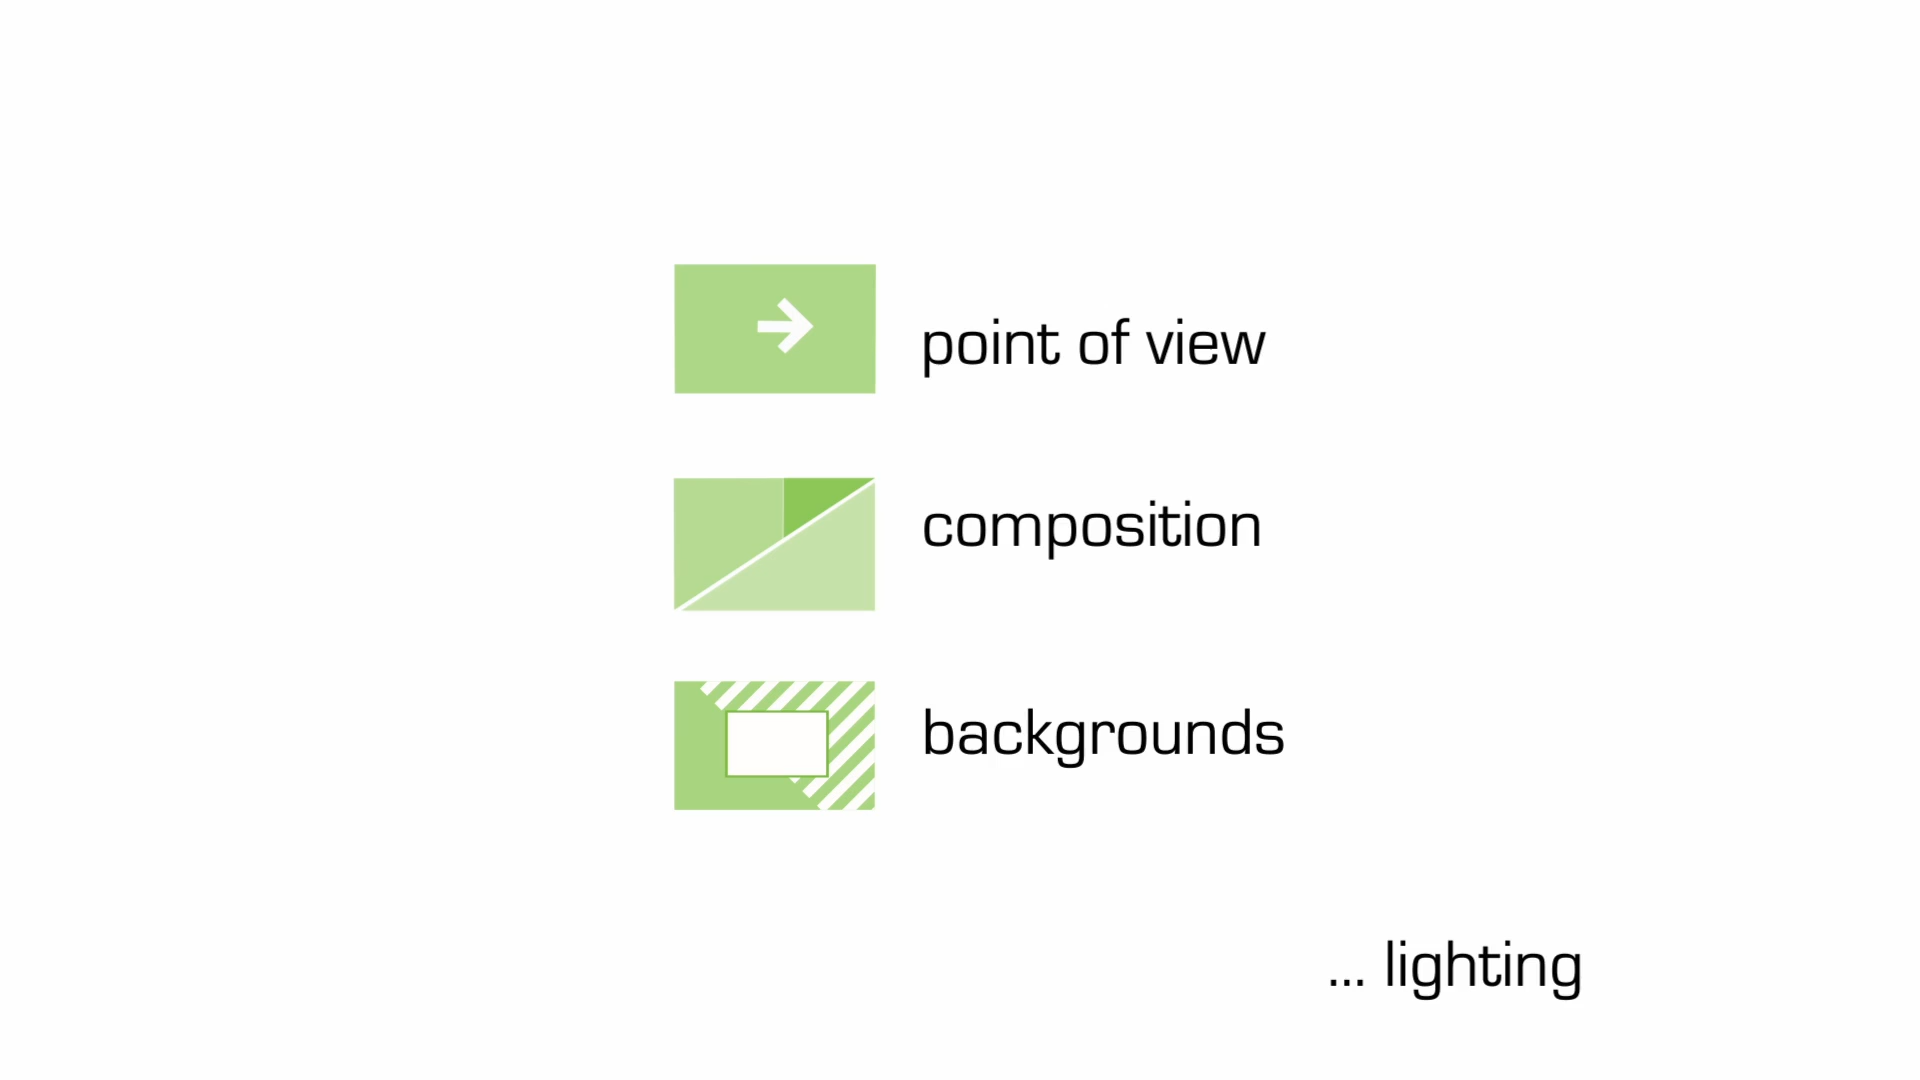 point of view
composition
backgrounds
... lighting